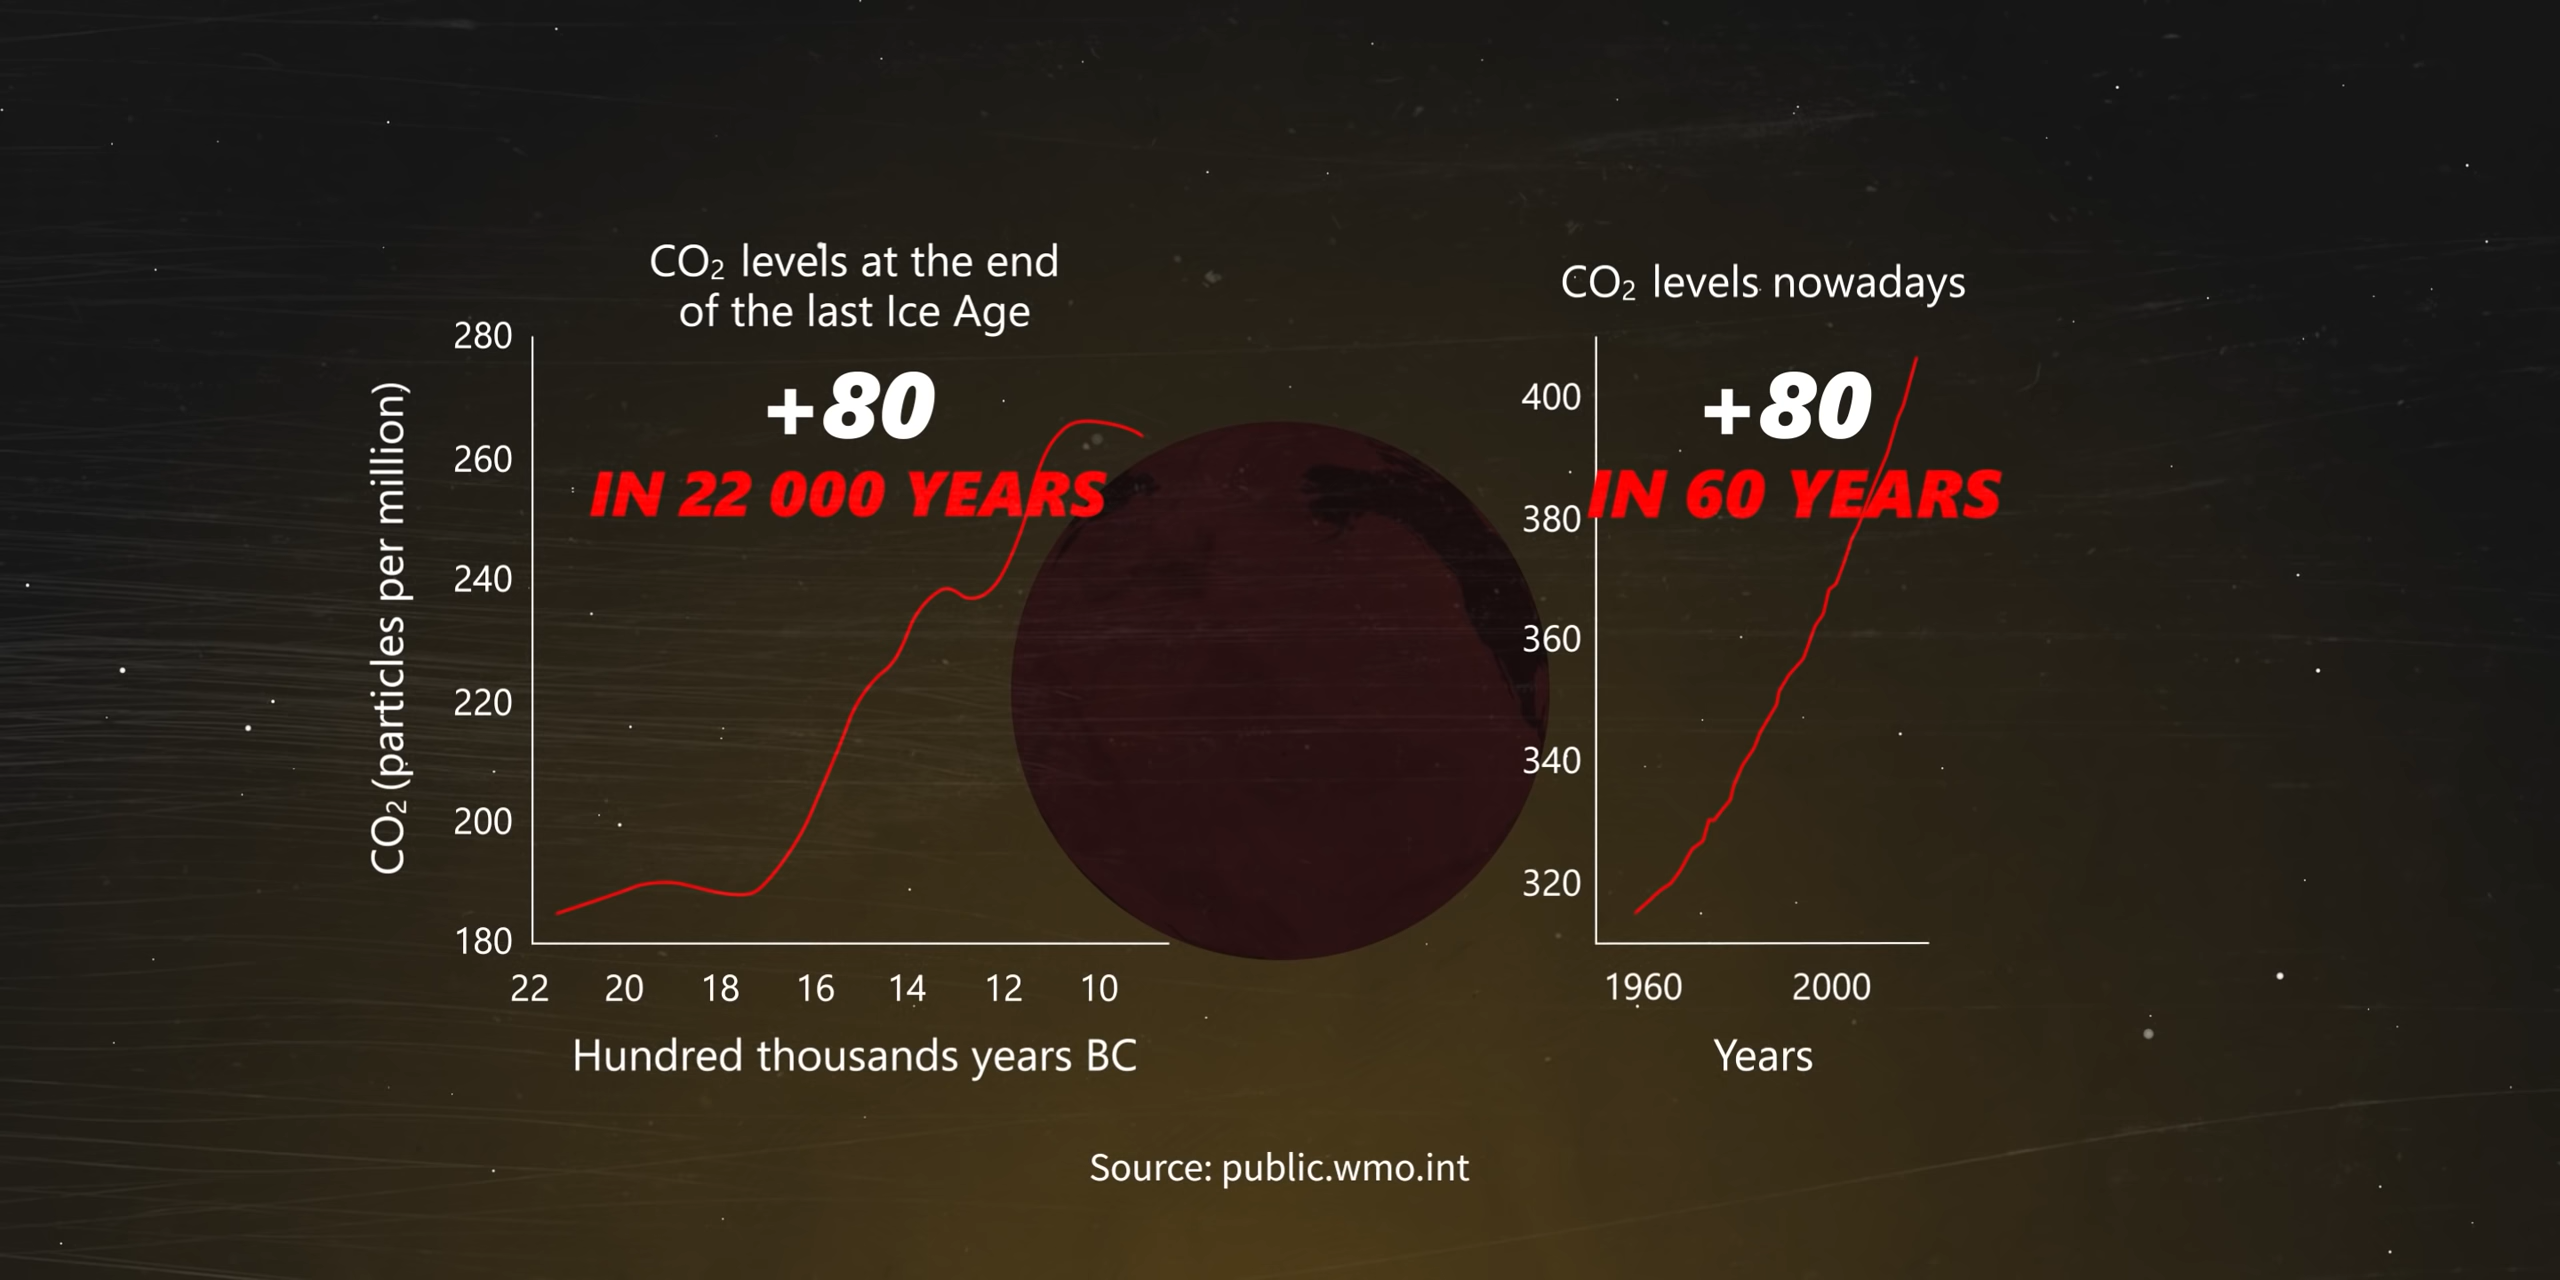 CO₂ levels at the end
of the last Ice Age
+80
IN 22 000 YEARS
CO₂ (particles per million)
280
260
240
220
200
180
22 20 18 16 14 12 10
Hundred thousands years BC
CO₂ levels nowadays
+80
IN 60 YEARS
400
380
360
340
320
1960 2000
Years
Source: public.wmo.int